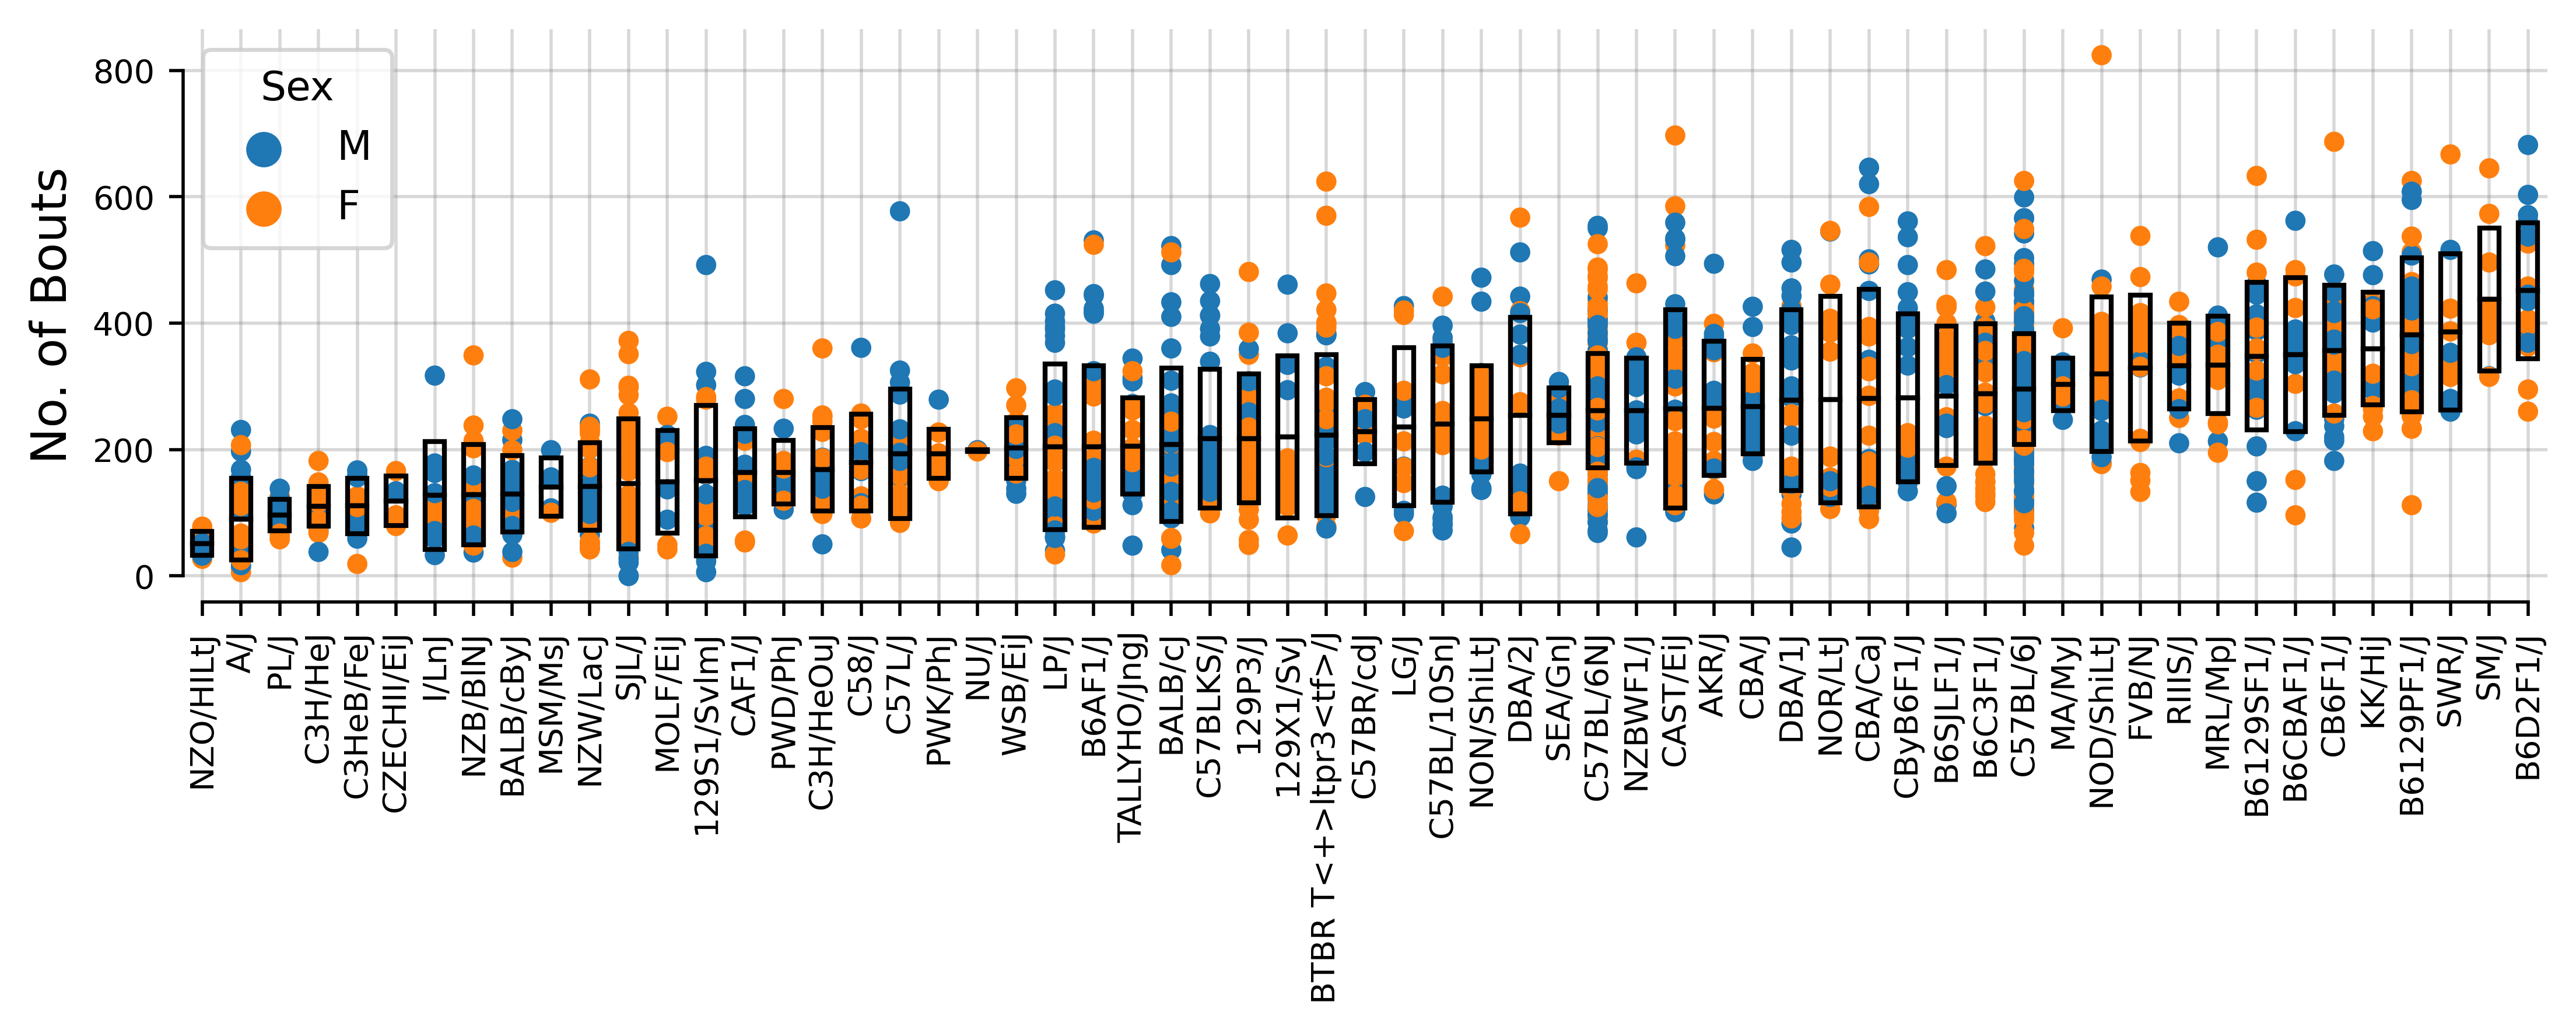 No. of Bouts
800
600
400
200
0
Sex
M
F
NZO/HILtJ
A/J
PL/J
C3H/HeJ
C3HeB/FeJ
CZECHII/EiJ
I/LnJ
NZB/BINJ
BALB/cByJ
MSM/MsJ
NZW/LacJ
SJL/J
MOLF/EiJ
129S1/SvImJ
CAF1/J
PWD/PhJ
C3H/HeOuJ
C58/J
C57L/J
PWK/PhJ
NU/J
WSB/EiJ
LP/J
B6AF1/J
TALLYHO/JngJ
BALB/cJ
C57BLKS/J
129P3/J
129X1/SvJ
BTBR T<+>Itpr3<tf>/J
C57BR/cdJ
LG/J
C57BL/10SnJ
NON/ShiLtJ
DBA/2J
SEA/GnJ
C57BL/6NJ
NZBWF1/J
CAST/EiJ
AKR/J
CBA/J
DBA/1J
NOR/LtJ
CBA/CaJ
CByB6F1/J
B6SJLF1/J
B6C3F1/J
C57BL/6J
MA/MyJ
NOD/ShiLtJ
FVB/NJ
RIIIS/J
MRL/MpJ
B6129SF1/J
B6CBAF1/J
CB6F1/J
KK/HiJ
B6129PF1/J
SWR/J
SM/J
B6D2F1/J